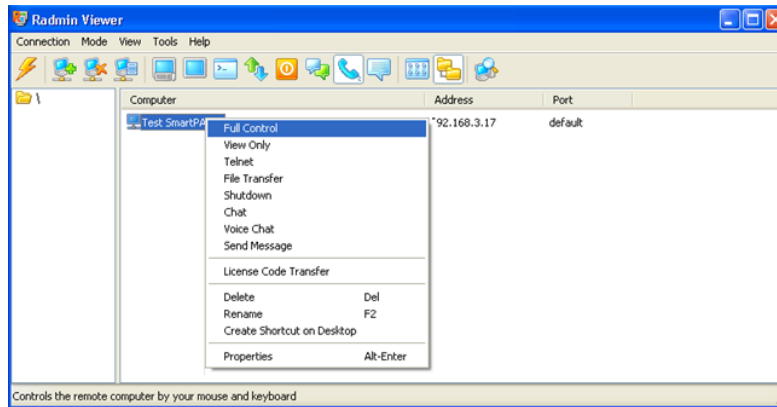 Radmin Viewer
Connection Mode View Tools Help
\
Computer Address Port
Test SmartPA 92.168.3.17 default
Full Control
View Only
Telnet
File Transfer
Shutdown
Chat
Voice Chat
Send Message
License Code Transfer
Delete Del
Rename F2
Create Shortcut on Desktop
Properties Alt-Enter
Controls the remote computer by your mouse and keyboard